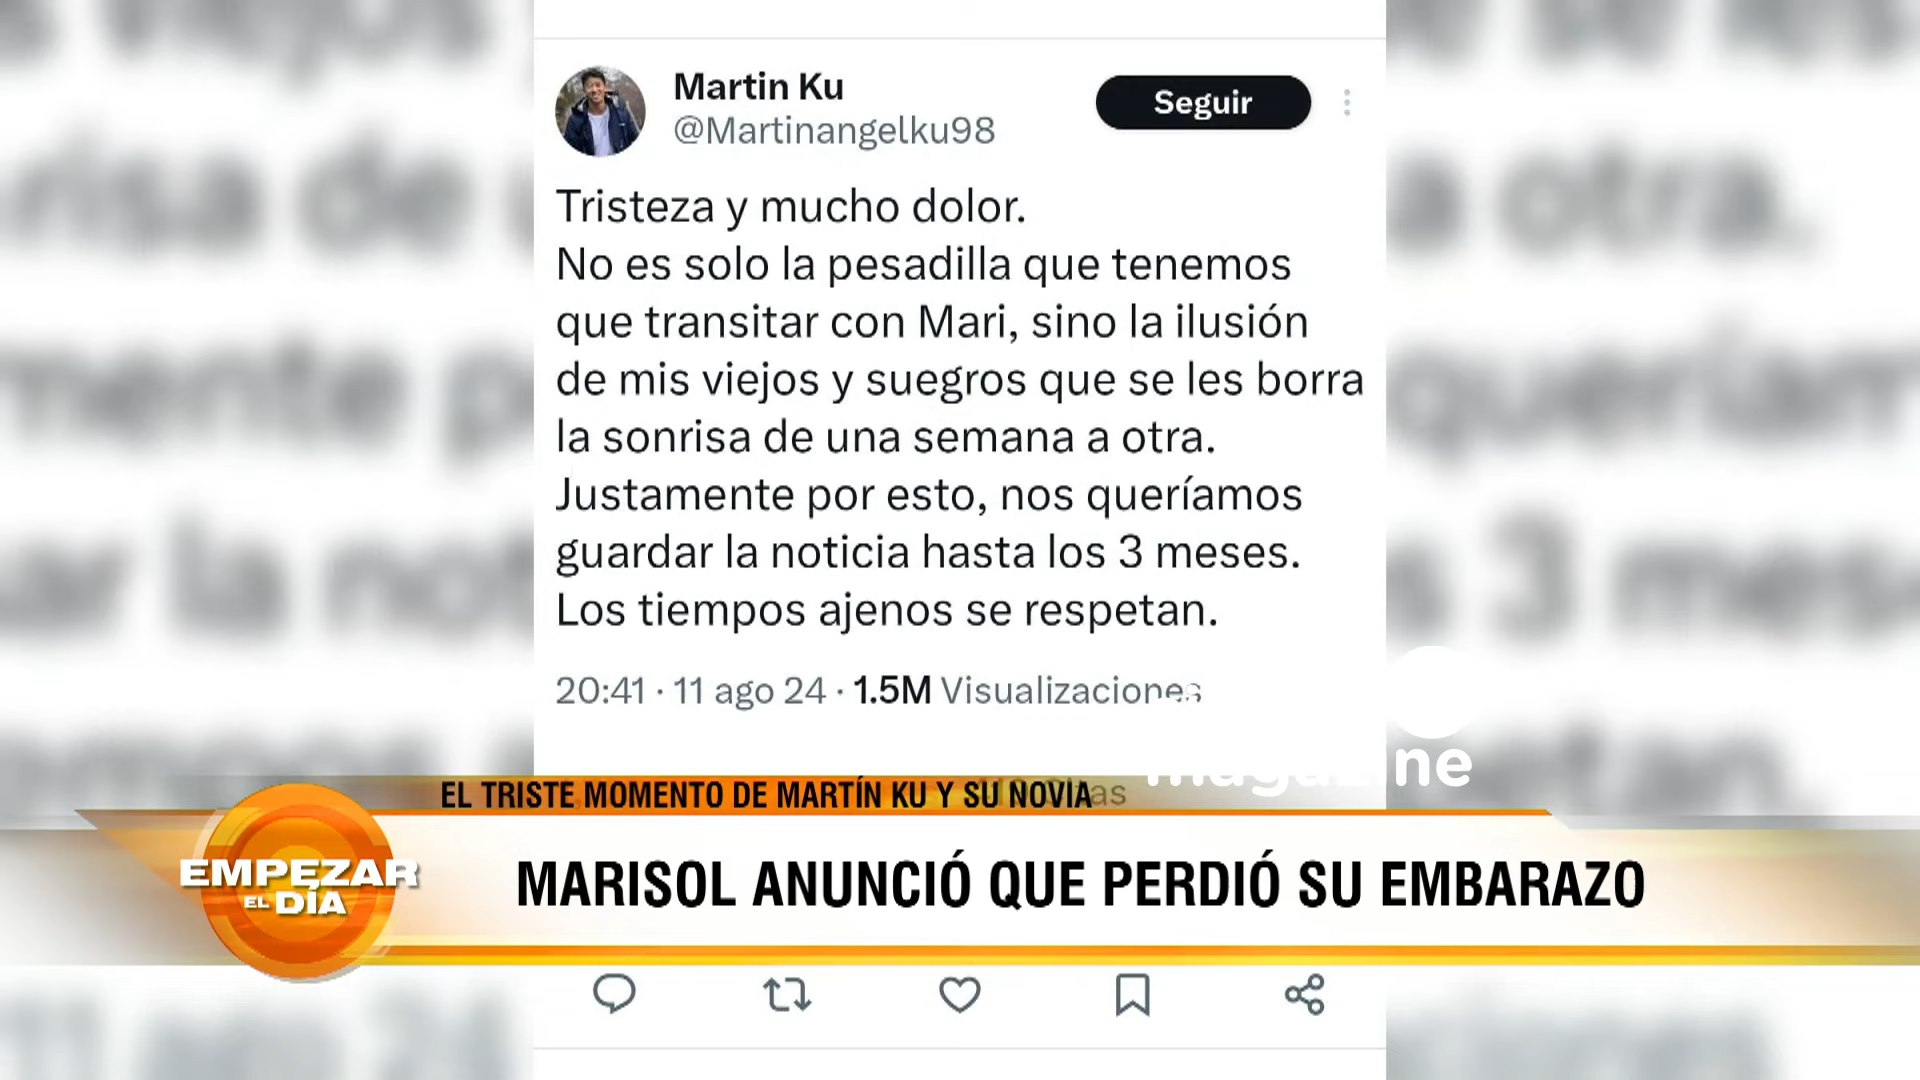 Martin Ku
@Martinangelku98
Seguir
Tristeza y mucho dolor.
No es solo la pesadilla que tenemos
que transitar con Mari, sino la ilusión
de mis viejos y suegros que se les borra
la sonrisa de una semana a otra.
Justamente por esto, nos queríamos
guardar la noticia hasta los 3 meses.
Los tiempos ajenos se respetan.
20:41 · 11 ago 24 · 1.5M Visualizaciones
magazine
EL TRISTE MOMENTO DE MARTÍN KU Y SU NOVIA
EMPEZAR
EL DÍA
MARISOL ANUNCIÓ QUE PERDIÓ SU EMBARAZO